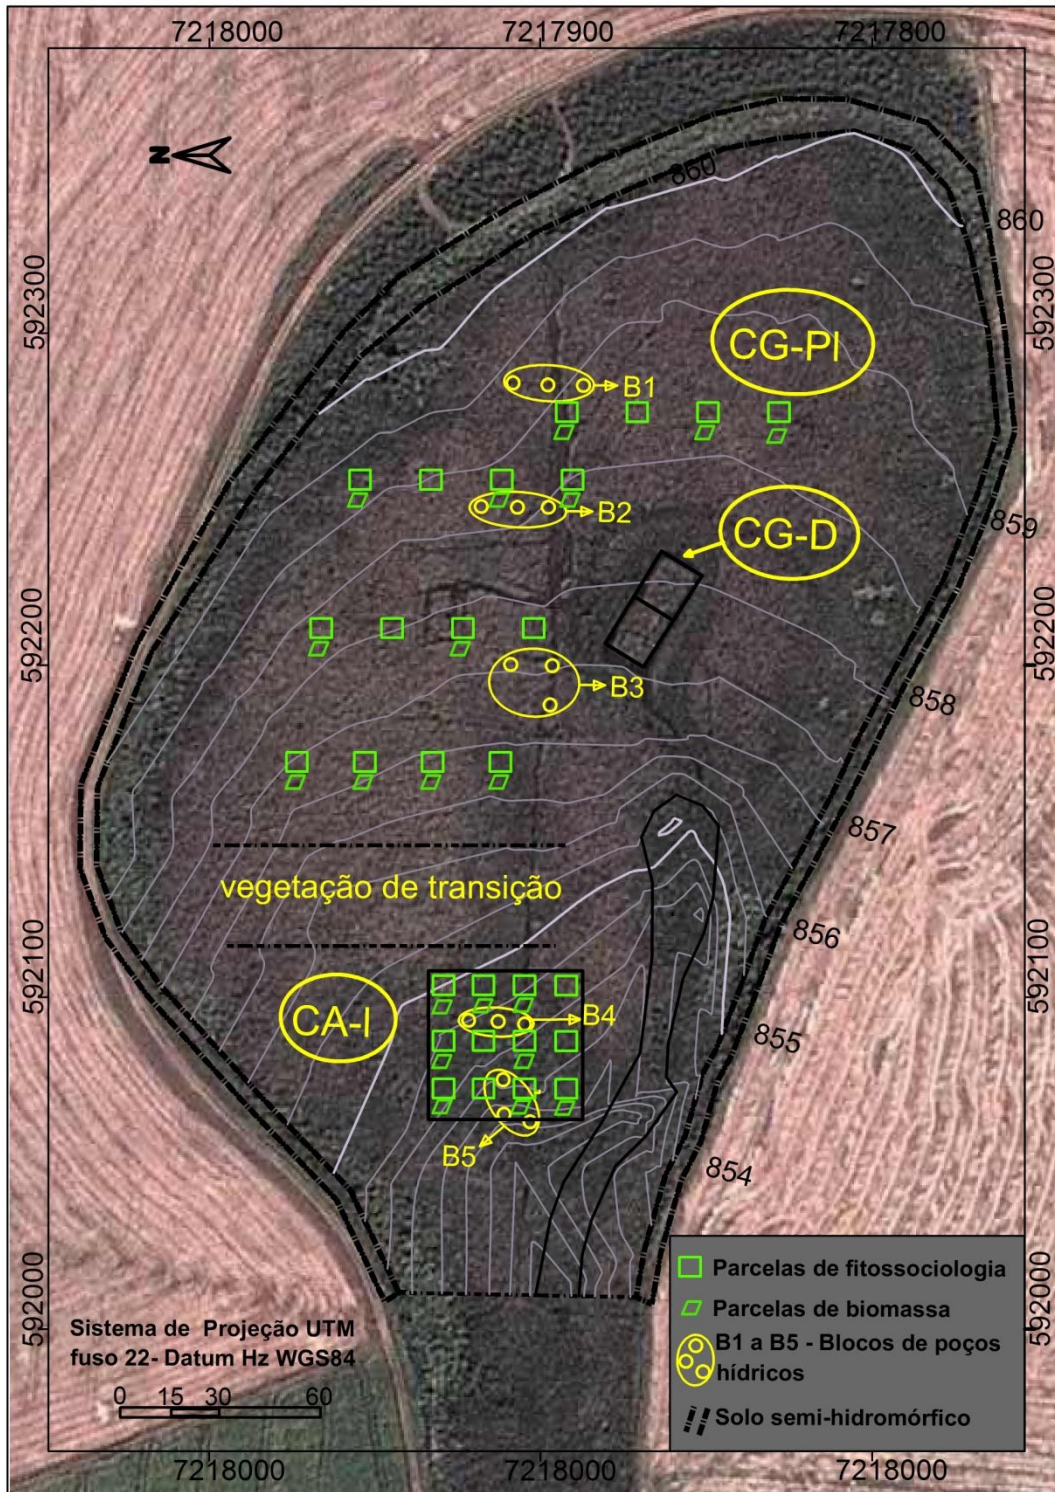 7218000
7217900
7217800
N
860
860
592300
592300
CG-PI
B1
B2
CG-D
859
592200
592200
B3
858
857
vegetação de transição
856
592100
592100
CA-I
B4
855
B5
854
592000
592000
Parcelas de fitossociologia
Parcelas de biomassa
B1 a B5 - Blocos de poços
hídricos
Solo semi-hidromórfico
Sistema de Projeção UTM
fuso 22- Datum Hz WGS84
0 15 30 60
7218000
7218000
7218000